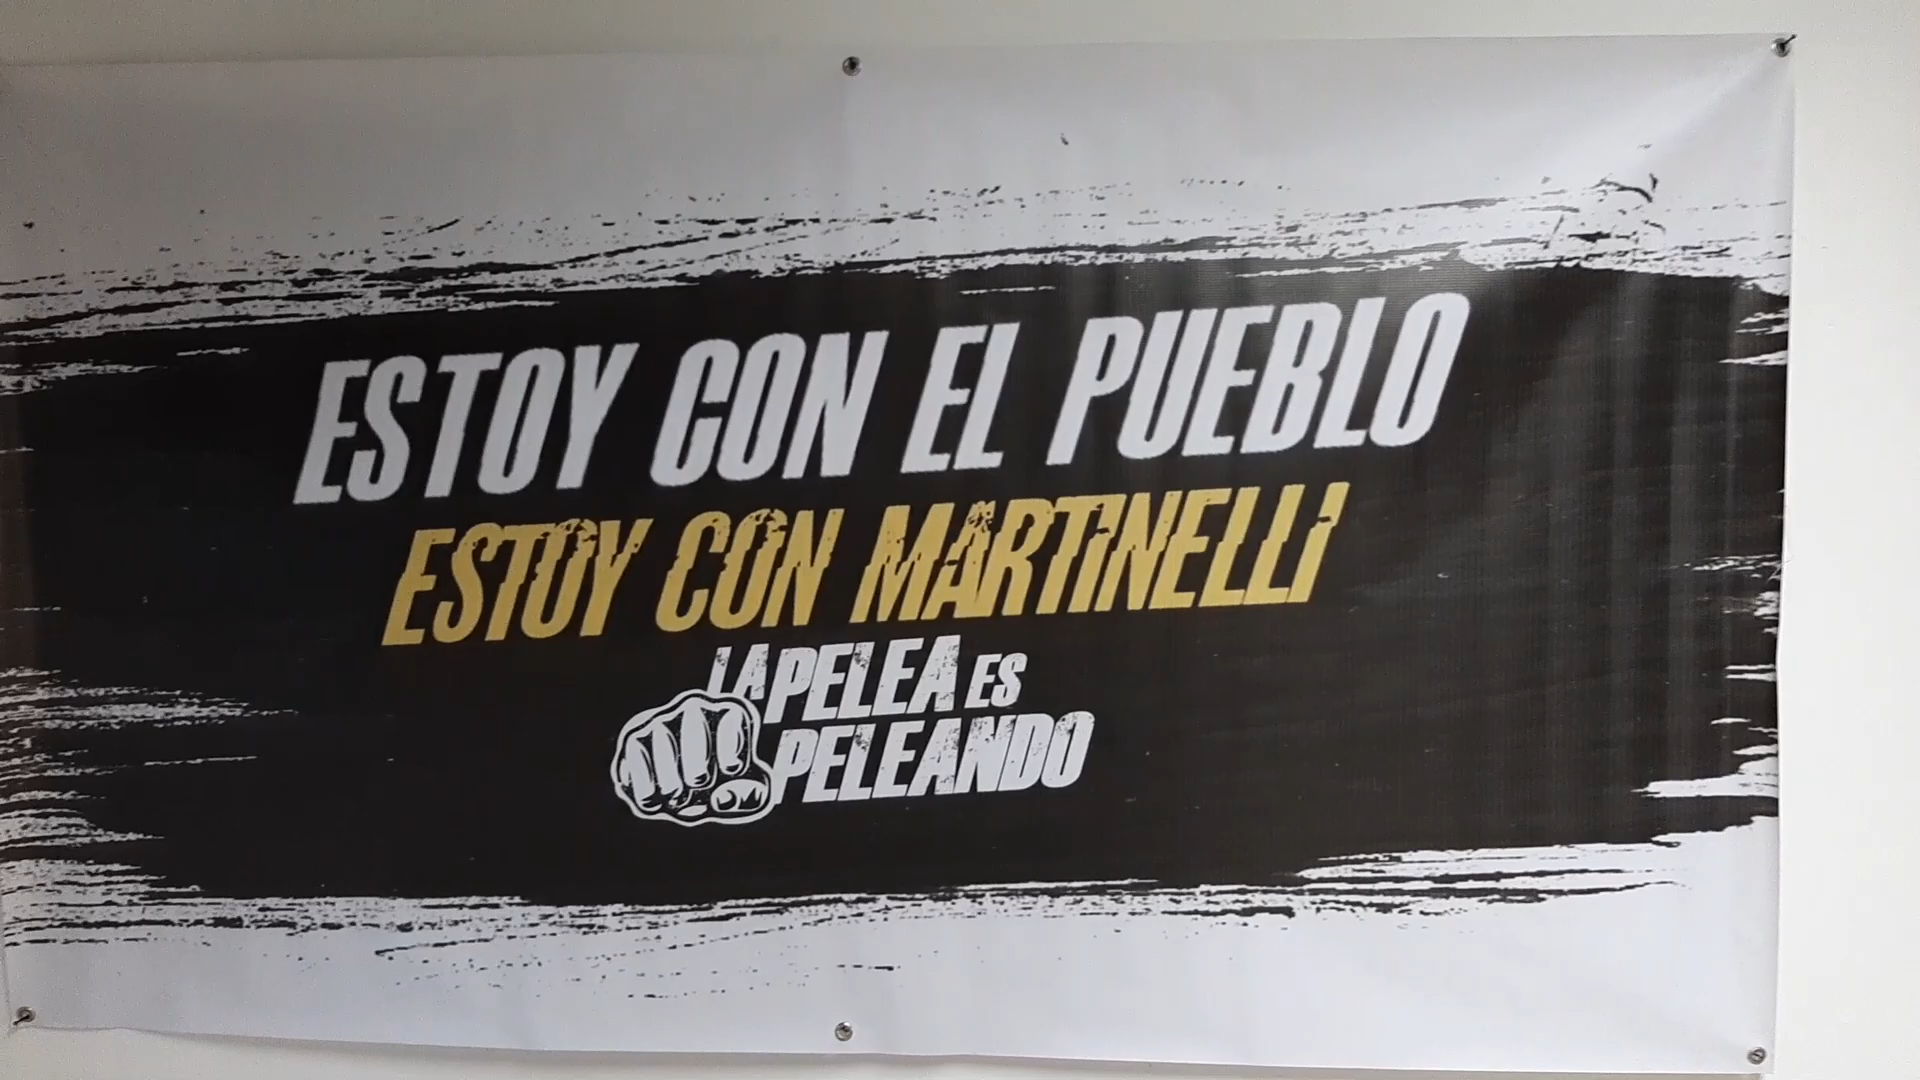 ESTOY CON EL PUEBLO
ESTOY CON MARTINELLI
LA PELEA ES
PELEANDO